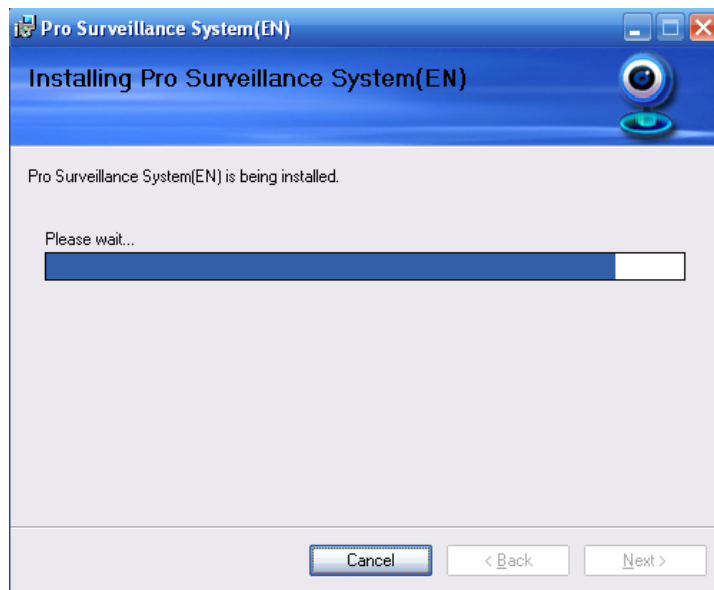 Pro Surveillance System(EN)
Installing Pro Surveillance System(EN)
Pro Surveillance System(EN) is being installed.
Please wait...
Cancel
< Back
Next >